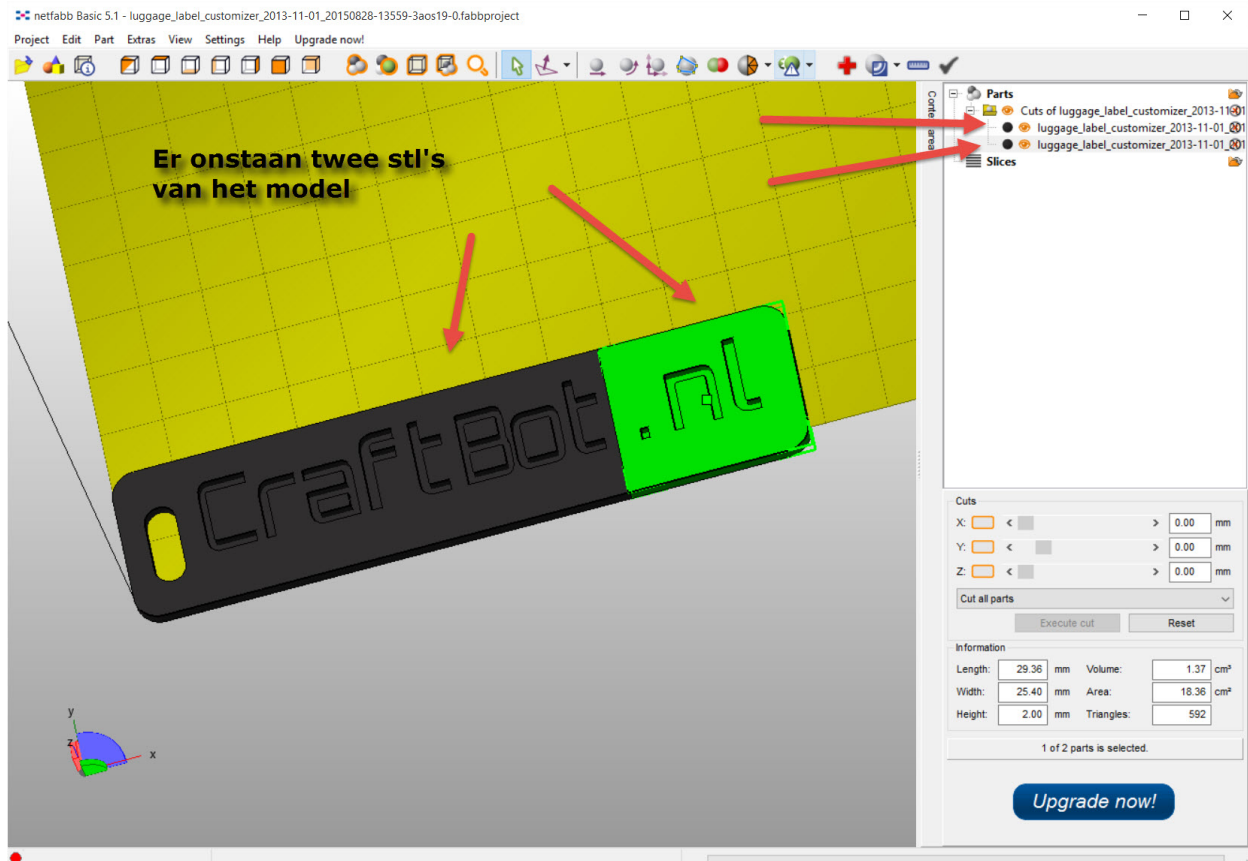 netfabb Basic 5.1 - luggage_label_customizer_2013-11-01_20150828-13559-3aos19-0.fabbproject
Project Edit Part Extras View Settings Help Upgrade now!
Er onstaan twee stl's
van het model
CraftBot.nl
y
z
x
Context area
Parts
Cuts of luggage_label_customizer_2013-11-01
luggage_label_customizer_2013-11-01_201
luggage_label_customizer_2013-11-01_201
Slices
Cuts
X: < > 0.00 mm
Y: < > 0.00 mm
Z: < > 0.00 mm
Cut all parts
Execute cut Reset
Information
Length: 29.36 mm Volume: 1.37 cm³
Width: 25.40 mm Area: 18.36 cm²
Height: 2.00 mm Triangles: 592
1 of 2 parts is selected.
Upgrade now!